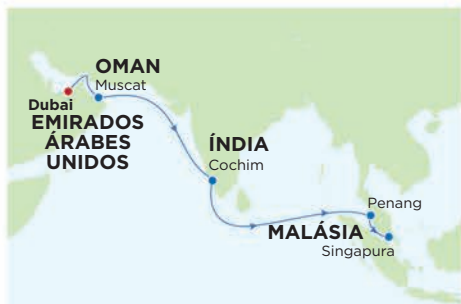 OMAN
Muscat
Dubai
EMIRADOS
ÁRABES
UNIDOS
ÍNDIA
Cochim
Penang
MALÁSIA
Singapura